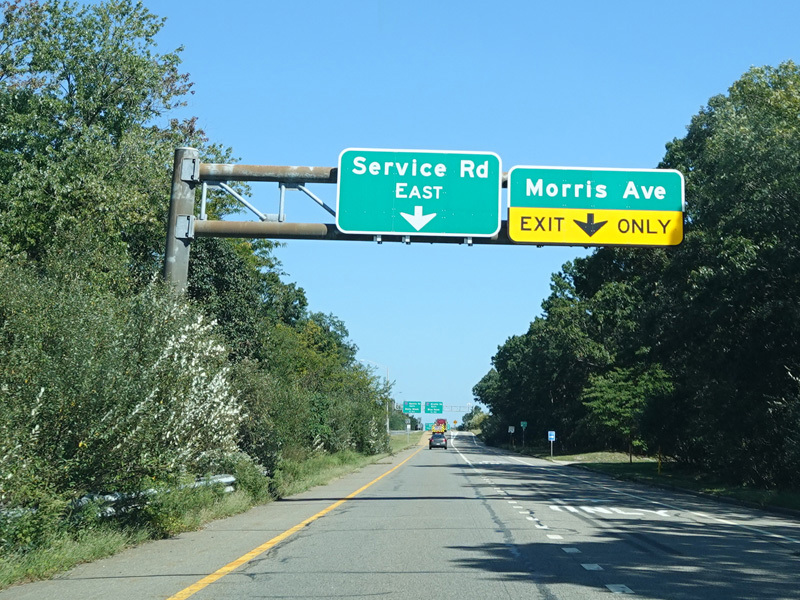 Service Rd
EAST
Morris Ave
EXIT ONLY